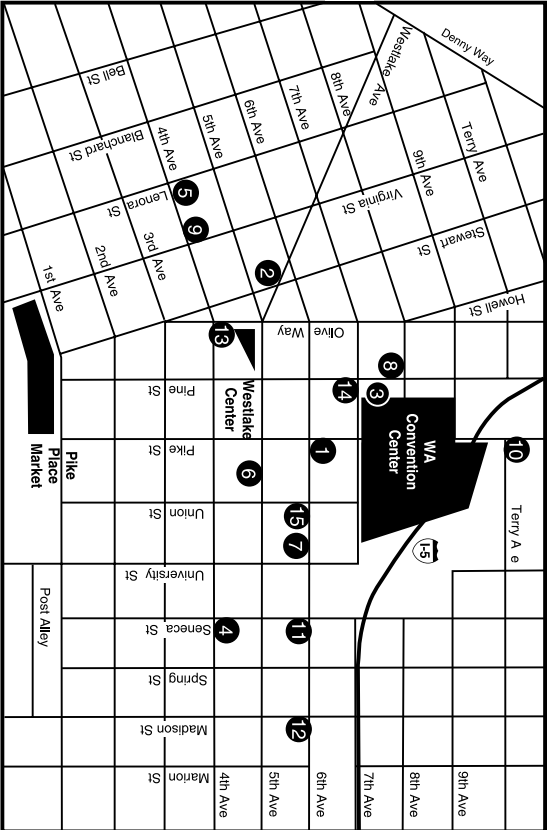 Denny Way
Westlake Ave
Bell St
8th Ave
7th Ave
6th Ave
5th Ave
4th Ave
Blanchard St
Terry Ave
9th Ave
Lenora St
5
Virginia St
9
3rd Ave
2nd Ave
1st Ave
Stewart St
2
Howell St
13
Olive Way
8
Pine St
Westlake
Center
14
3
WA
Convention
Center
Pike St
1
10
6
Pike
Place
Market
Union St
15
7
Terry A e
I-5
University St
Post Alley
Seneca St
4
11
Spring St
Madison St
12
Marion St
4th Ave
5th Ave
6th Ave
7th Ave
8th Ave
9th Ave